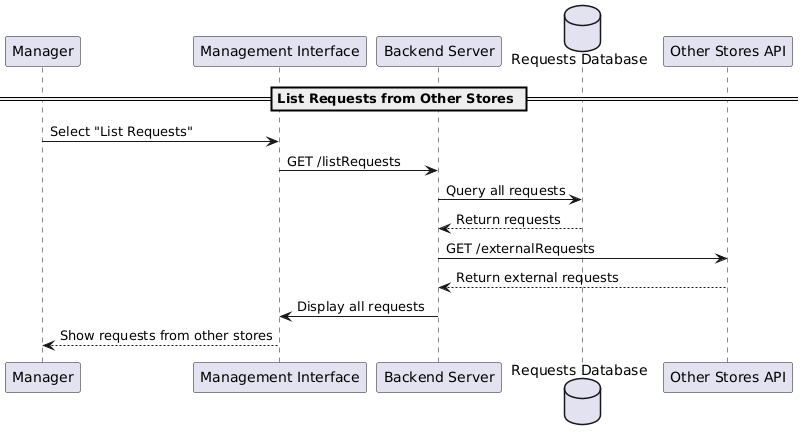 Manager
Management Interface
Backend Server
Requests Database
Other Stores API
List Requests from Other Stores
Select "List Requests"
GET /listRequests
Query all requests
Return requests
GET /externalRequests
Return external requests
Display all requests
Show requests from other stores
Manager
Management Interface
Backend Server
Requests Database
Other Stores API